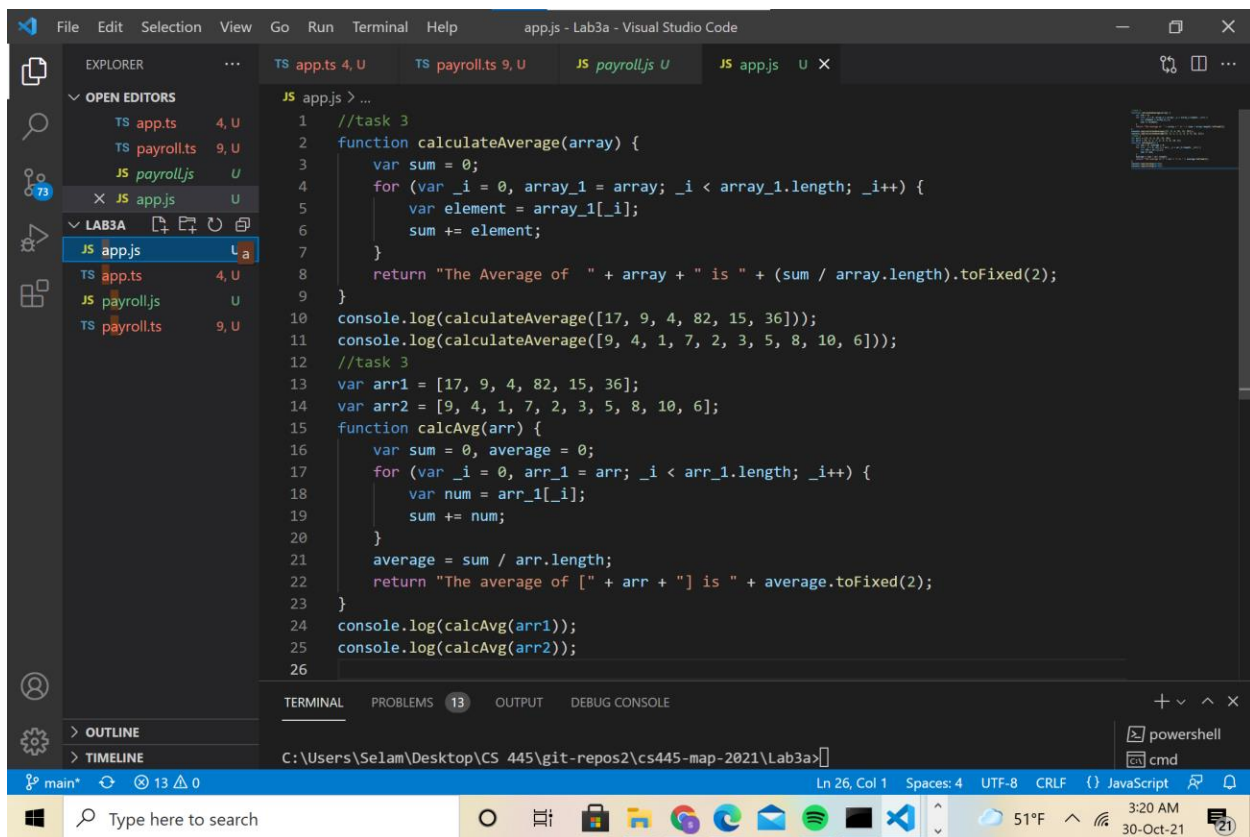 File Edit Selection View Go Run Terminal Help app.js - Lab3a - Visual Studio Code
EXPLORER ...
TS app.ts 4, U TS payroll.ts 9, U JS payroll.js U JS app.js U
OPEN EDITORS
TS app.ts 4, U
TS payroll.ts 9, U
JS payroll.js U
JS app.js U
LAB3A
JS app.js U a
TS app.ts 4, U
JS payroll.js U
TS payroll.ts 9, U
73
OUTLINE
TIMELINE
JS app.js > ...
1 //task 3
2 function calculateAverage(array) {
3 var sum = 0;
4 for (var _i = 0, array_1 = array; _i < array_1.length; _i++) {
5 var element = array_1[_i];
6 sum += element;
7 }
8 return "The Average of  " + array + " is " + (sum / array.length).toFixed(2);
9 }
10 console.log(calculateAverage([17, 9, 4, 82, 15, 36]));
11 console.log(calculateAverage([9, 4, 1, 7, 2, 3, 5, 8, 10, 6]));
12 //task 3
13 var arr1 = [17, 9, 4, 82, 15, 36];
14 var arr2 = [9, 4, 1, 7, 2, 3, 5, 8, 10, 6];
15 function calcAvg(arr) {
16 var sum = 0, average = 0;
17 for (var _i = 0, arr_1 = arr; _i < arr_1.length; _i++) {
18 var num = arr_1[_i];
19 sum += num;
20 }
21 average = sum / arr.length;
22 return "The average of [" + arr + "] is " + average.toFixed(2);
23 }
24 console.log(calcAvg(arr1));
25 console.log(calcAvg(arr2));
26
TERMINAL PROBLEMS 13 OUTPUT DEBUG CONSOLE
powershell
cmd
C:\Users\Selam\Desktop\CS 445\git-repos2\cs445-map-2021\Lab3a>
main* 13 0 Ln 26, Col 1 Spaces: 4 UTF-8 CRLF {} JavaScript
Type here to search 51°F 3:20 AM
30-Oct-21 21